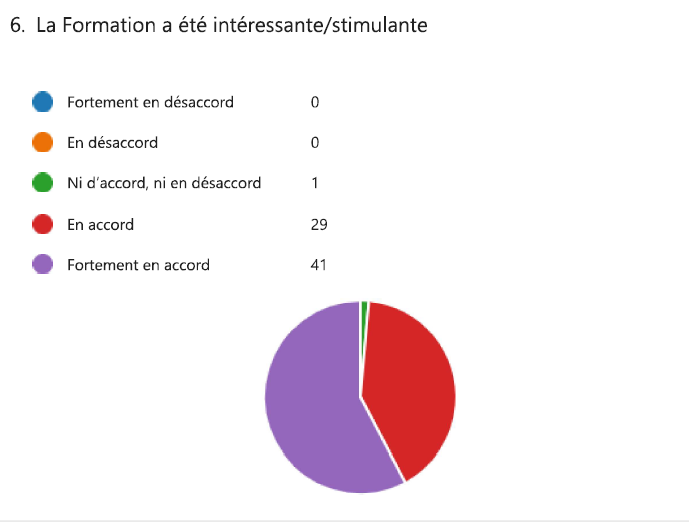 6. La Formation a été intéressante/stimulante
Fortement en désaccord 0
En désaccord 0
Ni d'accord, ni en désaccord 1
En accord 29
Fortement en accord 41